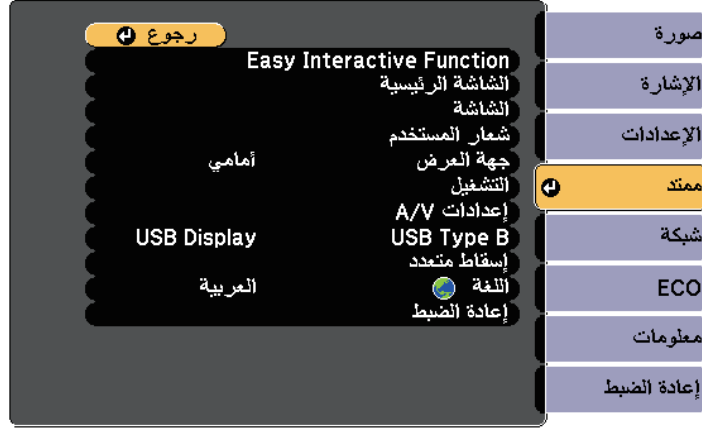 صورة
الإشارة
الإعدادات
ممتد
شبكة
ECO
معلومات
إعادة الضبط
رجوع
Easy Interactive Function
الشاشة الرئيسية
الشاشة
شعار المستخدم
جهة العرض أمامي
التشغيل
إعدادات A/V
USB Type B USB Display
إسقاط متعدد
اللغة العربية
إعادة الضبط